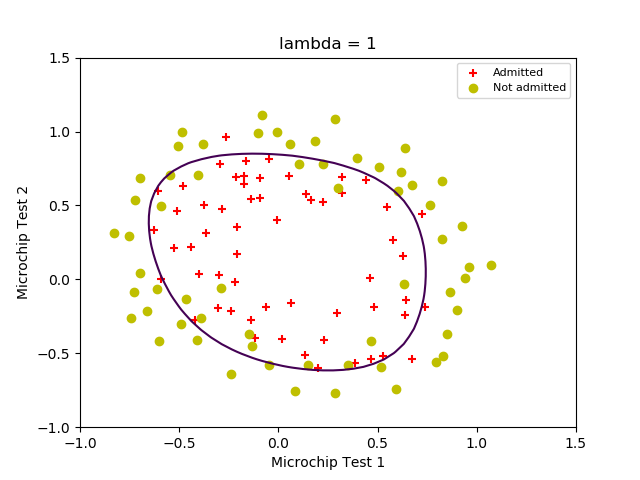 lambda = 1
1.5
1.0
0.5
0.0
−0.5
−1.0
Microchip Test 2
Admitted
Not admitted
−1.0 −0.5 0.0 0.5 1.0 1.5
Microchip Test 1